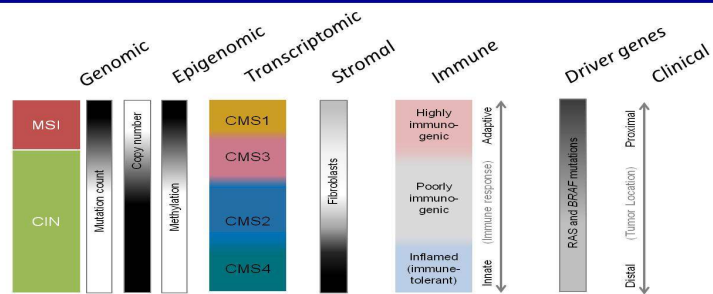 Genomic
Epigenomic
Transcriptomic
Stromal
Immune
Driver genes
Clinical
MSI
CIN
Mutation count
Copy number
Methylation
CMS1
CMS3
CMS2
CMS4
Fibroblasts
Highly
immuno-
genic
Poorly
immuno-
genic
Inflamed
(immune-
tolerant)
Adaptive
(Immune response)
Innate
RAS and BRAF mutations
Proximal
(Tumor Location)
Distal